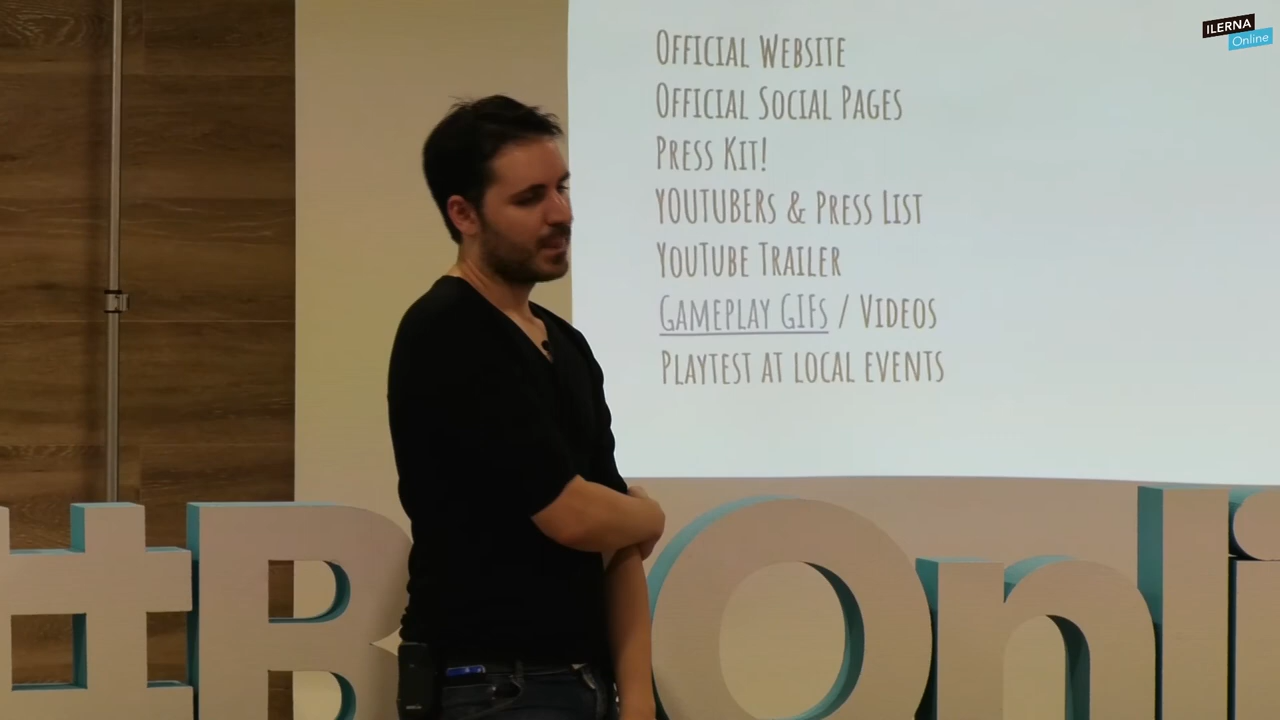 ILERNA
Online
Official Website
Official Social Pages
Press Kit!
YOUTUBERs & Press List
YouTube Trailer
Gameplay GIFs / Videos
Playtest at local events
#B Onli